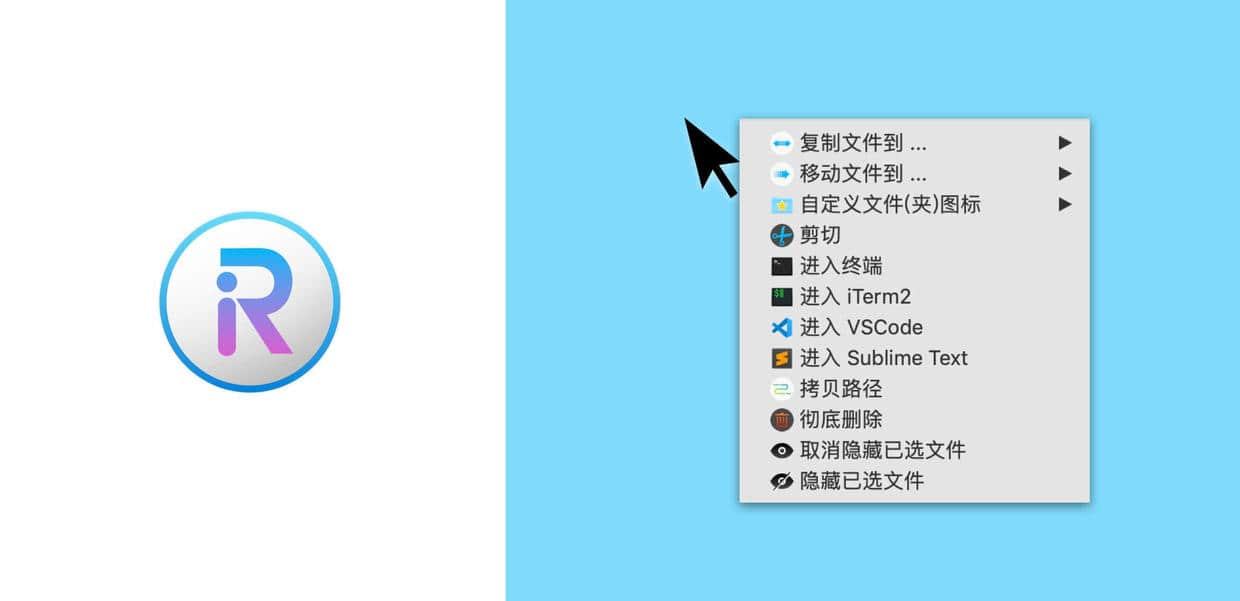 iR
复制文件到 ...
移动文件到 ...
自定义文件(夹)图标
剪切
进入终端
进入 iTerm2
进入 VSCode
进入 Sublime Text
拷贝路径
彻底删除
取消隐藏已选文件
隐藏已选文件